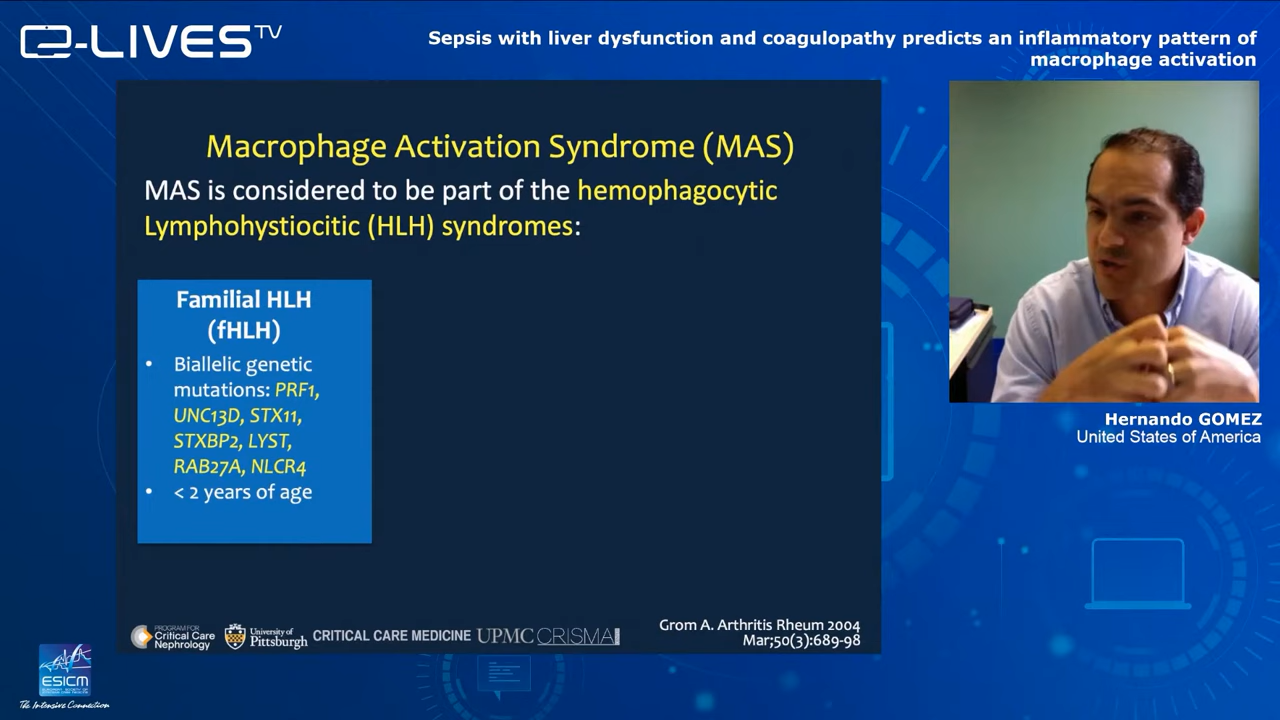 e-LIVES TV
Sepsis with liver dysfunction and coagulopathy predicts an inflammatory pattern of
macrophage activation
Macrophage Activation Syndrome (MAS)
MAS is considered to be part of the hemophagocytic
Lymphohystiocitic (HLH) syndromes:
Familial HLH
(fHLH)
• Biallelic genetic
mutations: PRF1,
UNC13D, STX11,
STXBP2, LYST,
RAB27A, NLCR4
• < 2 years of age
Hernando GOMEZ
United States of America
Grom A. Arthritis Rheum 2004
Mar;50(3):689-98
PROGRAM FOR
Critical Care
Nephrology
University of
Pittsburgh
CRITICAL CARE MEDICINE
UPMC
CRISMA
ESICM
The Intensive Connection